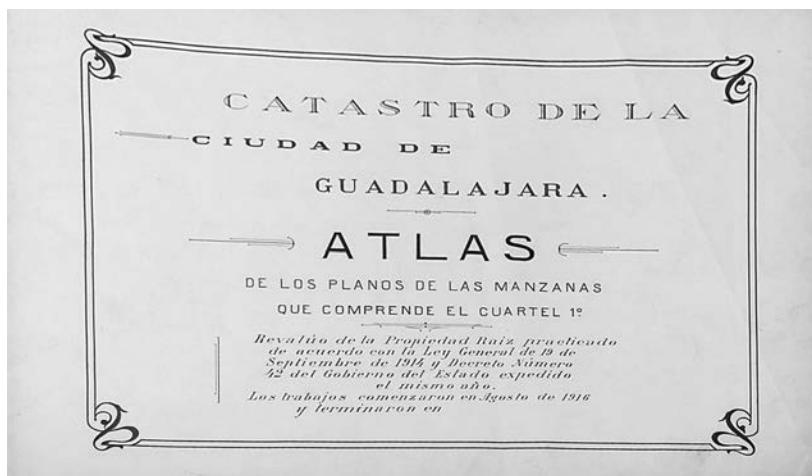 CATASTRO DE LA
CIUDAD DE
GUADALAJARA.
ATLAS
DE LOS PLANOS DE LAS MANZANAS
QUE COMPRENDE EL CUARTEL 1º
Revalúo de la Propiedad Raiz practicado
de acuerdo con la Ley General de 19 de
Septiembre de 1914 y Decreto Número
42 del Gobierno del Estado expedido
el mismo año.
Los trabajos comenzaron en Agosto de 1916
y terminaron en